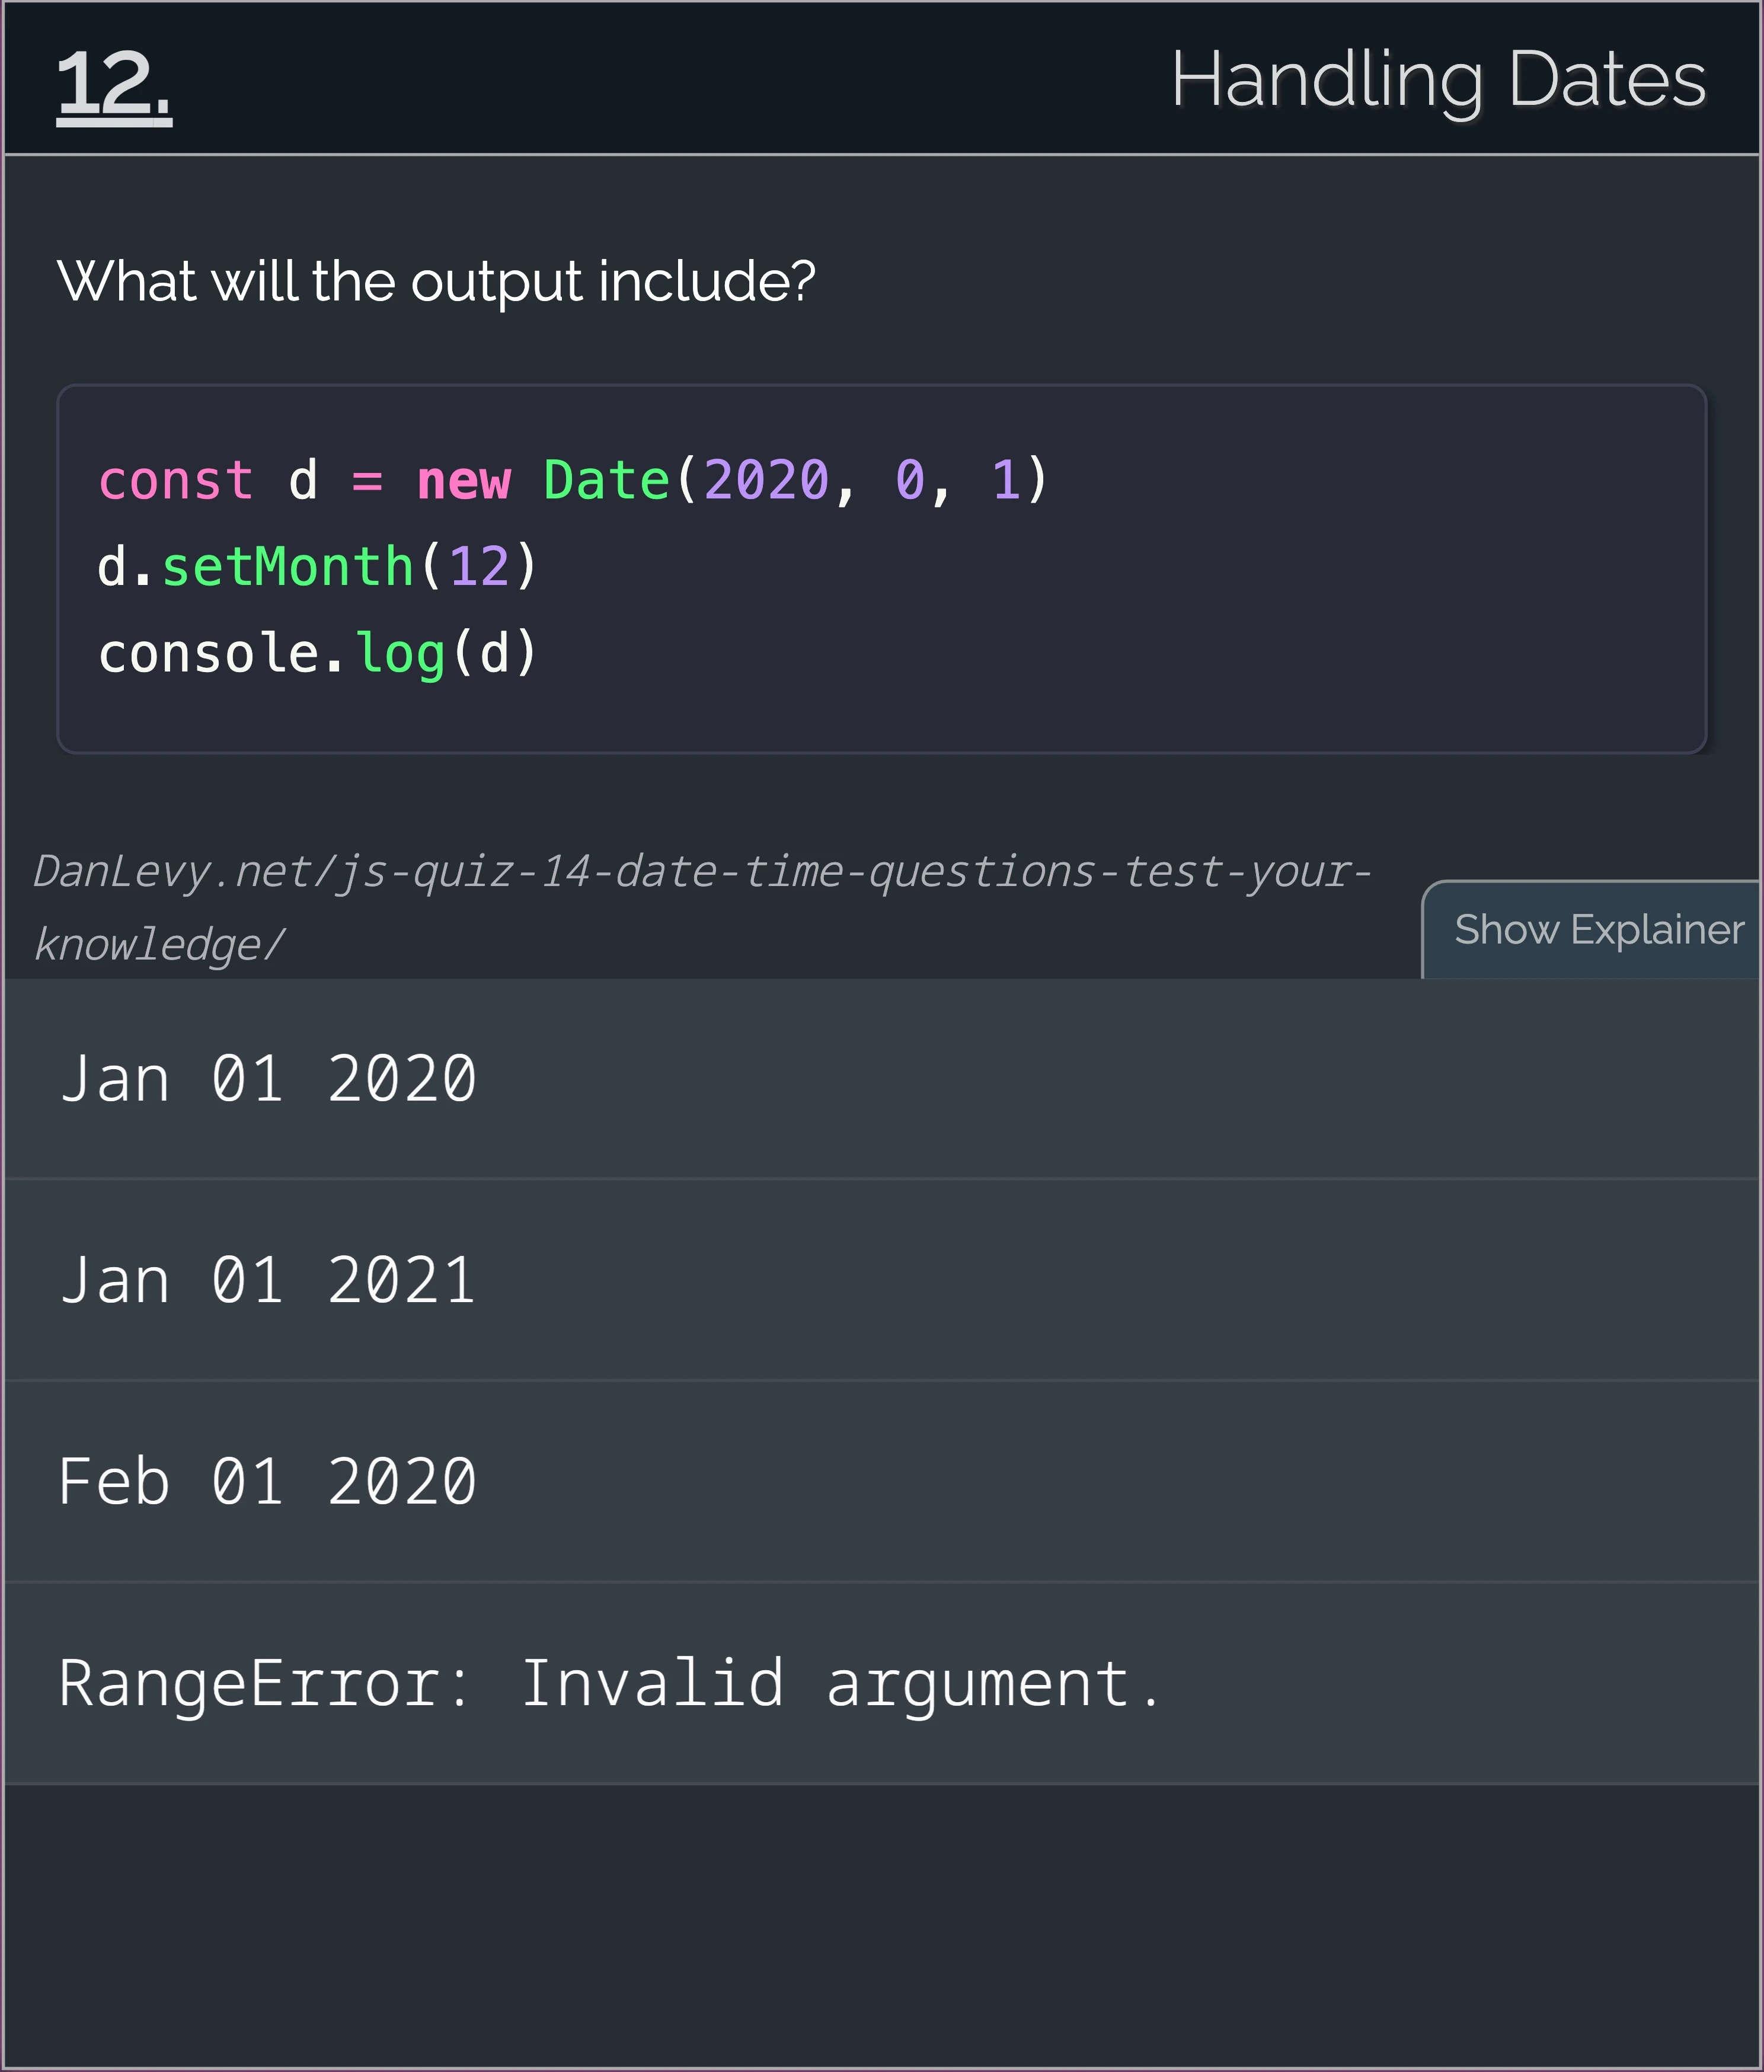 12.
Handling Dates
What will the output include?
const d = new Date(2020, 0, 1)
d.setMonth(12)
console.log(d)
DanLevy.net/js-quiz-14-date-time-questions-test-your-
knowledge/
Show Explainer
Jan 01 2020
Jan 01 2021
Feb 01 2020
RangeError: Invalid argument.